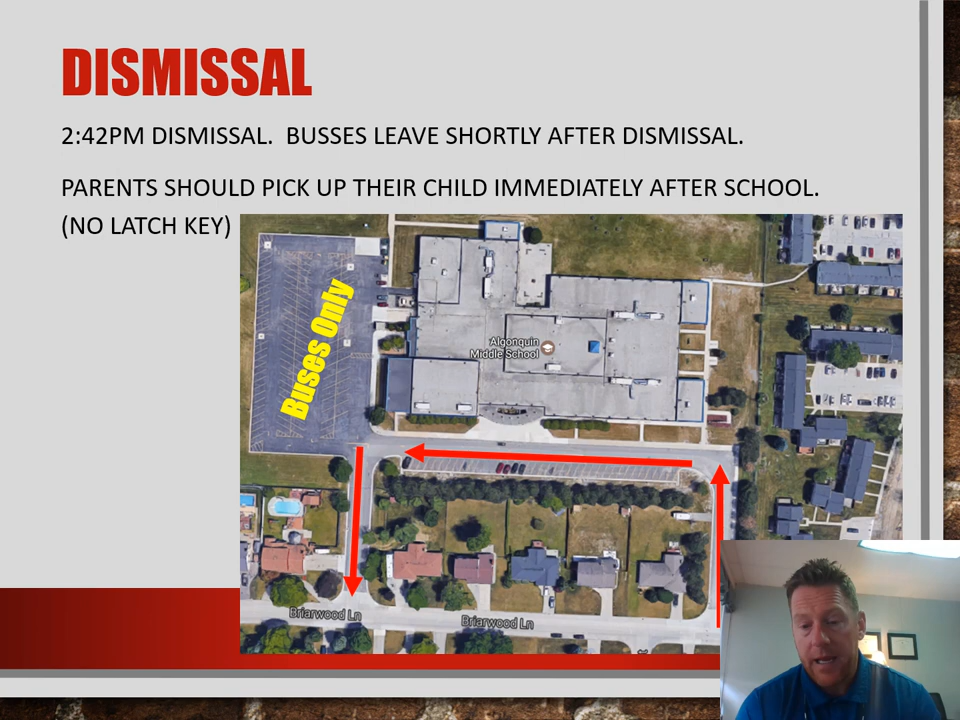 DISMISSAL
2:42PM DISMISSAL.  BUSSES LEAVE SHORTLY AFTER DISMISSAL.
PARENTS SHOULD PICK UP THEIR CHILD IMMEDIATELY AFTER SCHOOL.
(NO LATCH KEY)
Buses Only
Algonquin
Middle School
Briarwood Ln
Briarwood Ln